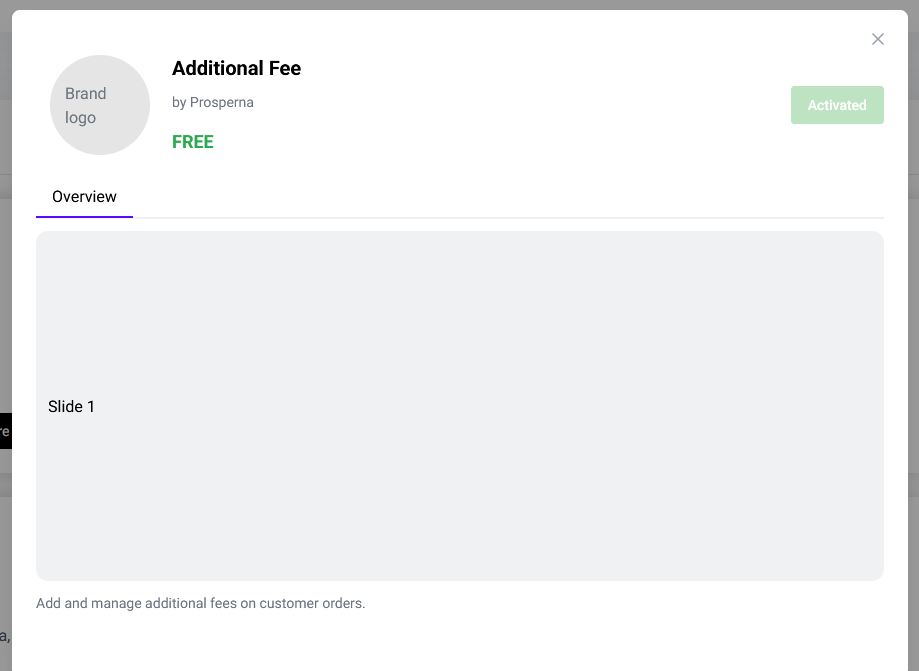 Additional Fee
Brand
logo
by Prosperna
Activated
FREE
Overview
Slide 1
re
Add and manage additional fees on customer orders.
a,